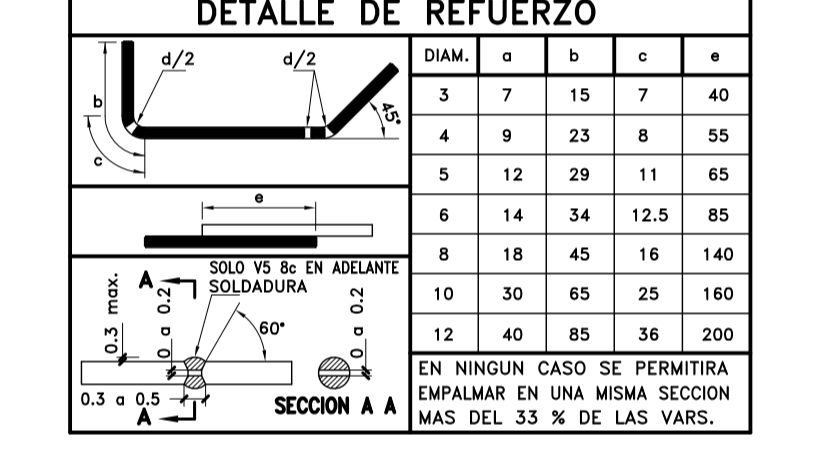 DETALLE DE REFUERZO
d/2
d/2
b
c
45°
e
A
SOLO V5 8c EN ADELANTE
SOLDADURA
0.3 max.
0 a 0.2
60°
0 a 0.2
0.3 a 0.5
A
SECCION A A
DIAM. a b c e
3 7 15 7 40
4 9 23 8 55
5 12 29 11 65
6 14 34 12.5 85
8 18 45 16 140
10 30 65 25 160
12 40 85 36 200
EN NINGUN CASO SE PERMITIRA
EMPALMAR EN UNA MISMA SECCION
MAS DEL 33 % DE LAS VARS.